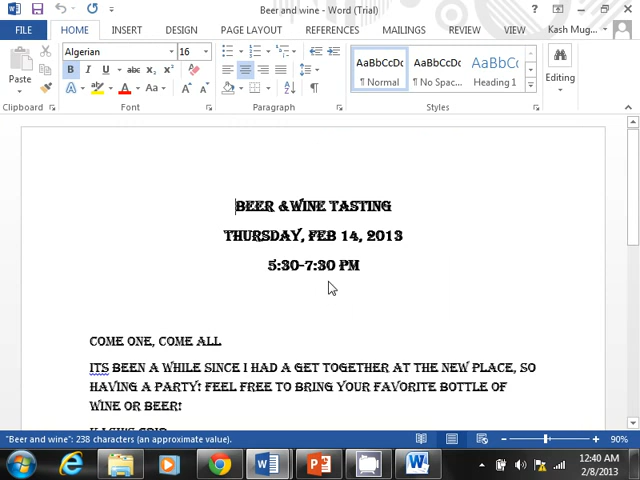 Beer and wine - Word (Trial)
FILE HOME INSERT DESIGN PAGE LAYOUT REFERENCES MAILINGS REVIEW VIEW Kash Mug...
Algerian 16
Paste
B I U abc x₂ x²
A A Aa A A
AaBbCcDc AaBbCcDc AaBbCc
¶ Normal ¶ No Spac... Heading 1
Editing
Clipboard Font Paragraph Styles
BEER &WINE TASTING
THURSDAY, FEB 14, 2013
5:30-7:30 PM
COME ONE, COME ALL
ITS BEEN A WHILE SINCE I HAD A GET TOGETHER AT THE NEW PLACE, SO
HAVING A PARTY! FEEL FREE TO BRING YOUR FAVORITE BOTTLE OF
WINE OR BEER!
"Beer and wine": 238 characters (an approximate value). 90%
12:40 AM
2/8/2013